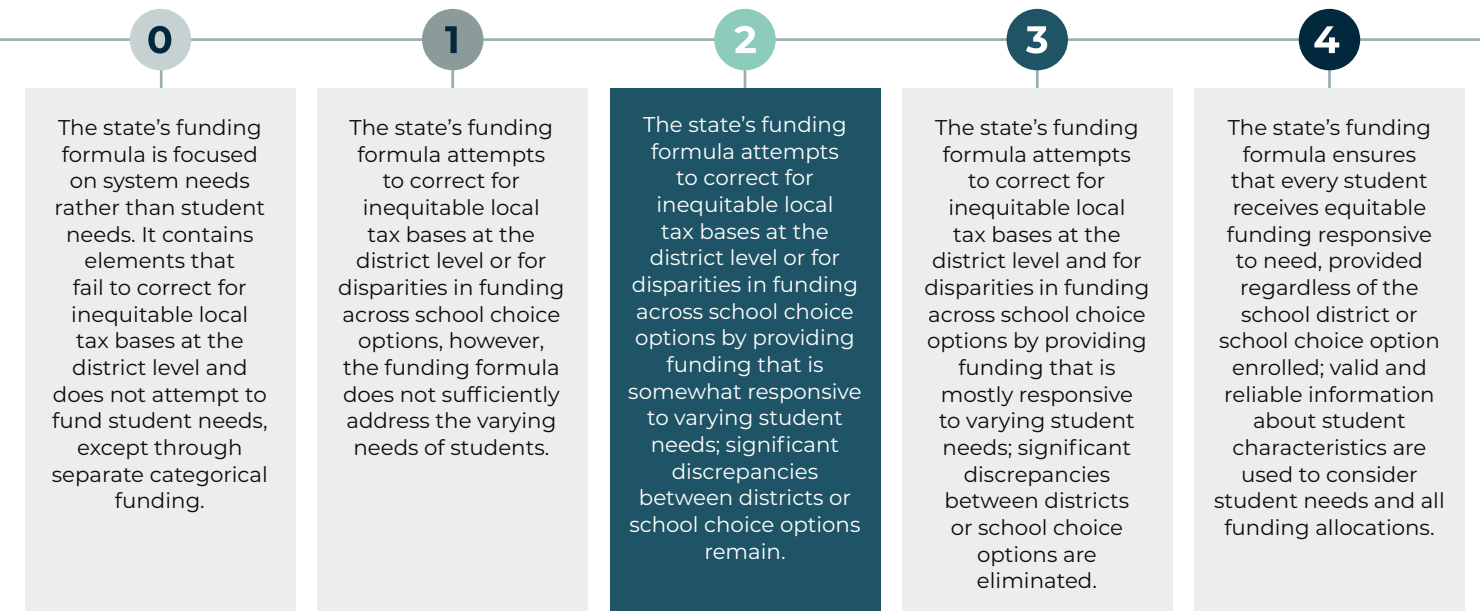 0
The state’s funding
formula is focused
on system needs
rather than student
needs. It contains
elements that
fail to correct for
inequitable local
tax bases at the
district level and
does not attempt to
fund student needs,
except through
separate categorical
funding.
1
The state’s funding
formula attempts
to correct for
inequitable local
tax bases at the
district level or for
disparities in funding
across school choice
options, however,
the funding formula
does not sufficiently
address the varying
needs of students.
2
The state’s funding
formula attempts
to correct for
inequitable local
tax bases at the
district level or for
disparities in funding
across school choice
options by providing
funding that is
somewhat responsive
to varying student
needs; significant
discrepancies
between districts or
school choice options
remain.
3
The state’s funding
formula attempts
to correct for
inequitable local
tax bases at the
district level and for
disparities in funding
across school choice
options by providing
funding that is
mostly responsive
to varying student
needs; significant
discrepancies
between districts
or school choice
options are
eliminated.
4
The state’s funding
formula ensures
that every student
receives equitable
funding responsive
to need, provided
regardless of the
school district or
school choice option
enrolled; valid and
reliable information
about student
characteristics are
used to consider
student needs and all
funding allocations.